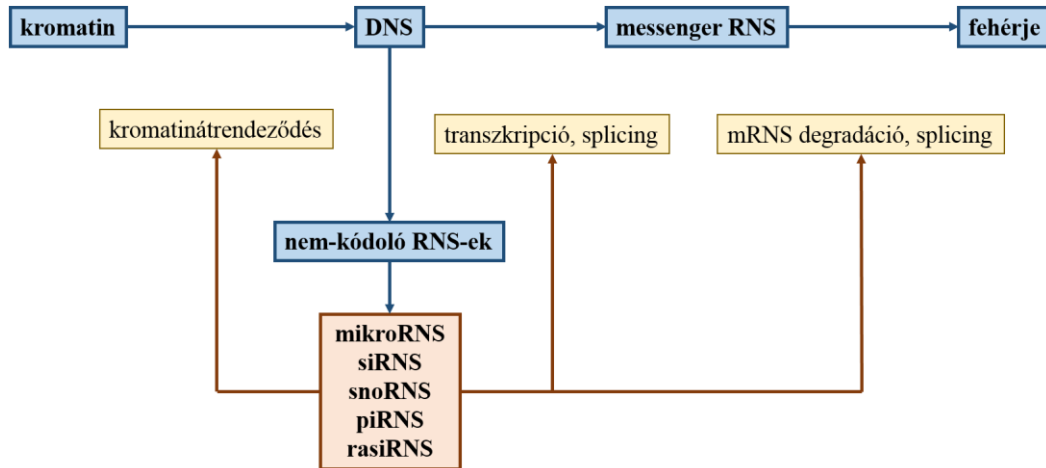 kromatin
DNS
messenger RNS
fehérje
kromatinátrendeződés
transzkripció, splicing
mRNS degradáció, splicing
nem-kódoló RNS-ek
mikroRNS
siRNS
snoRNS
piRNS
rasiRNS